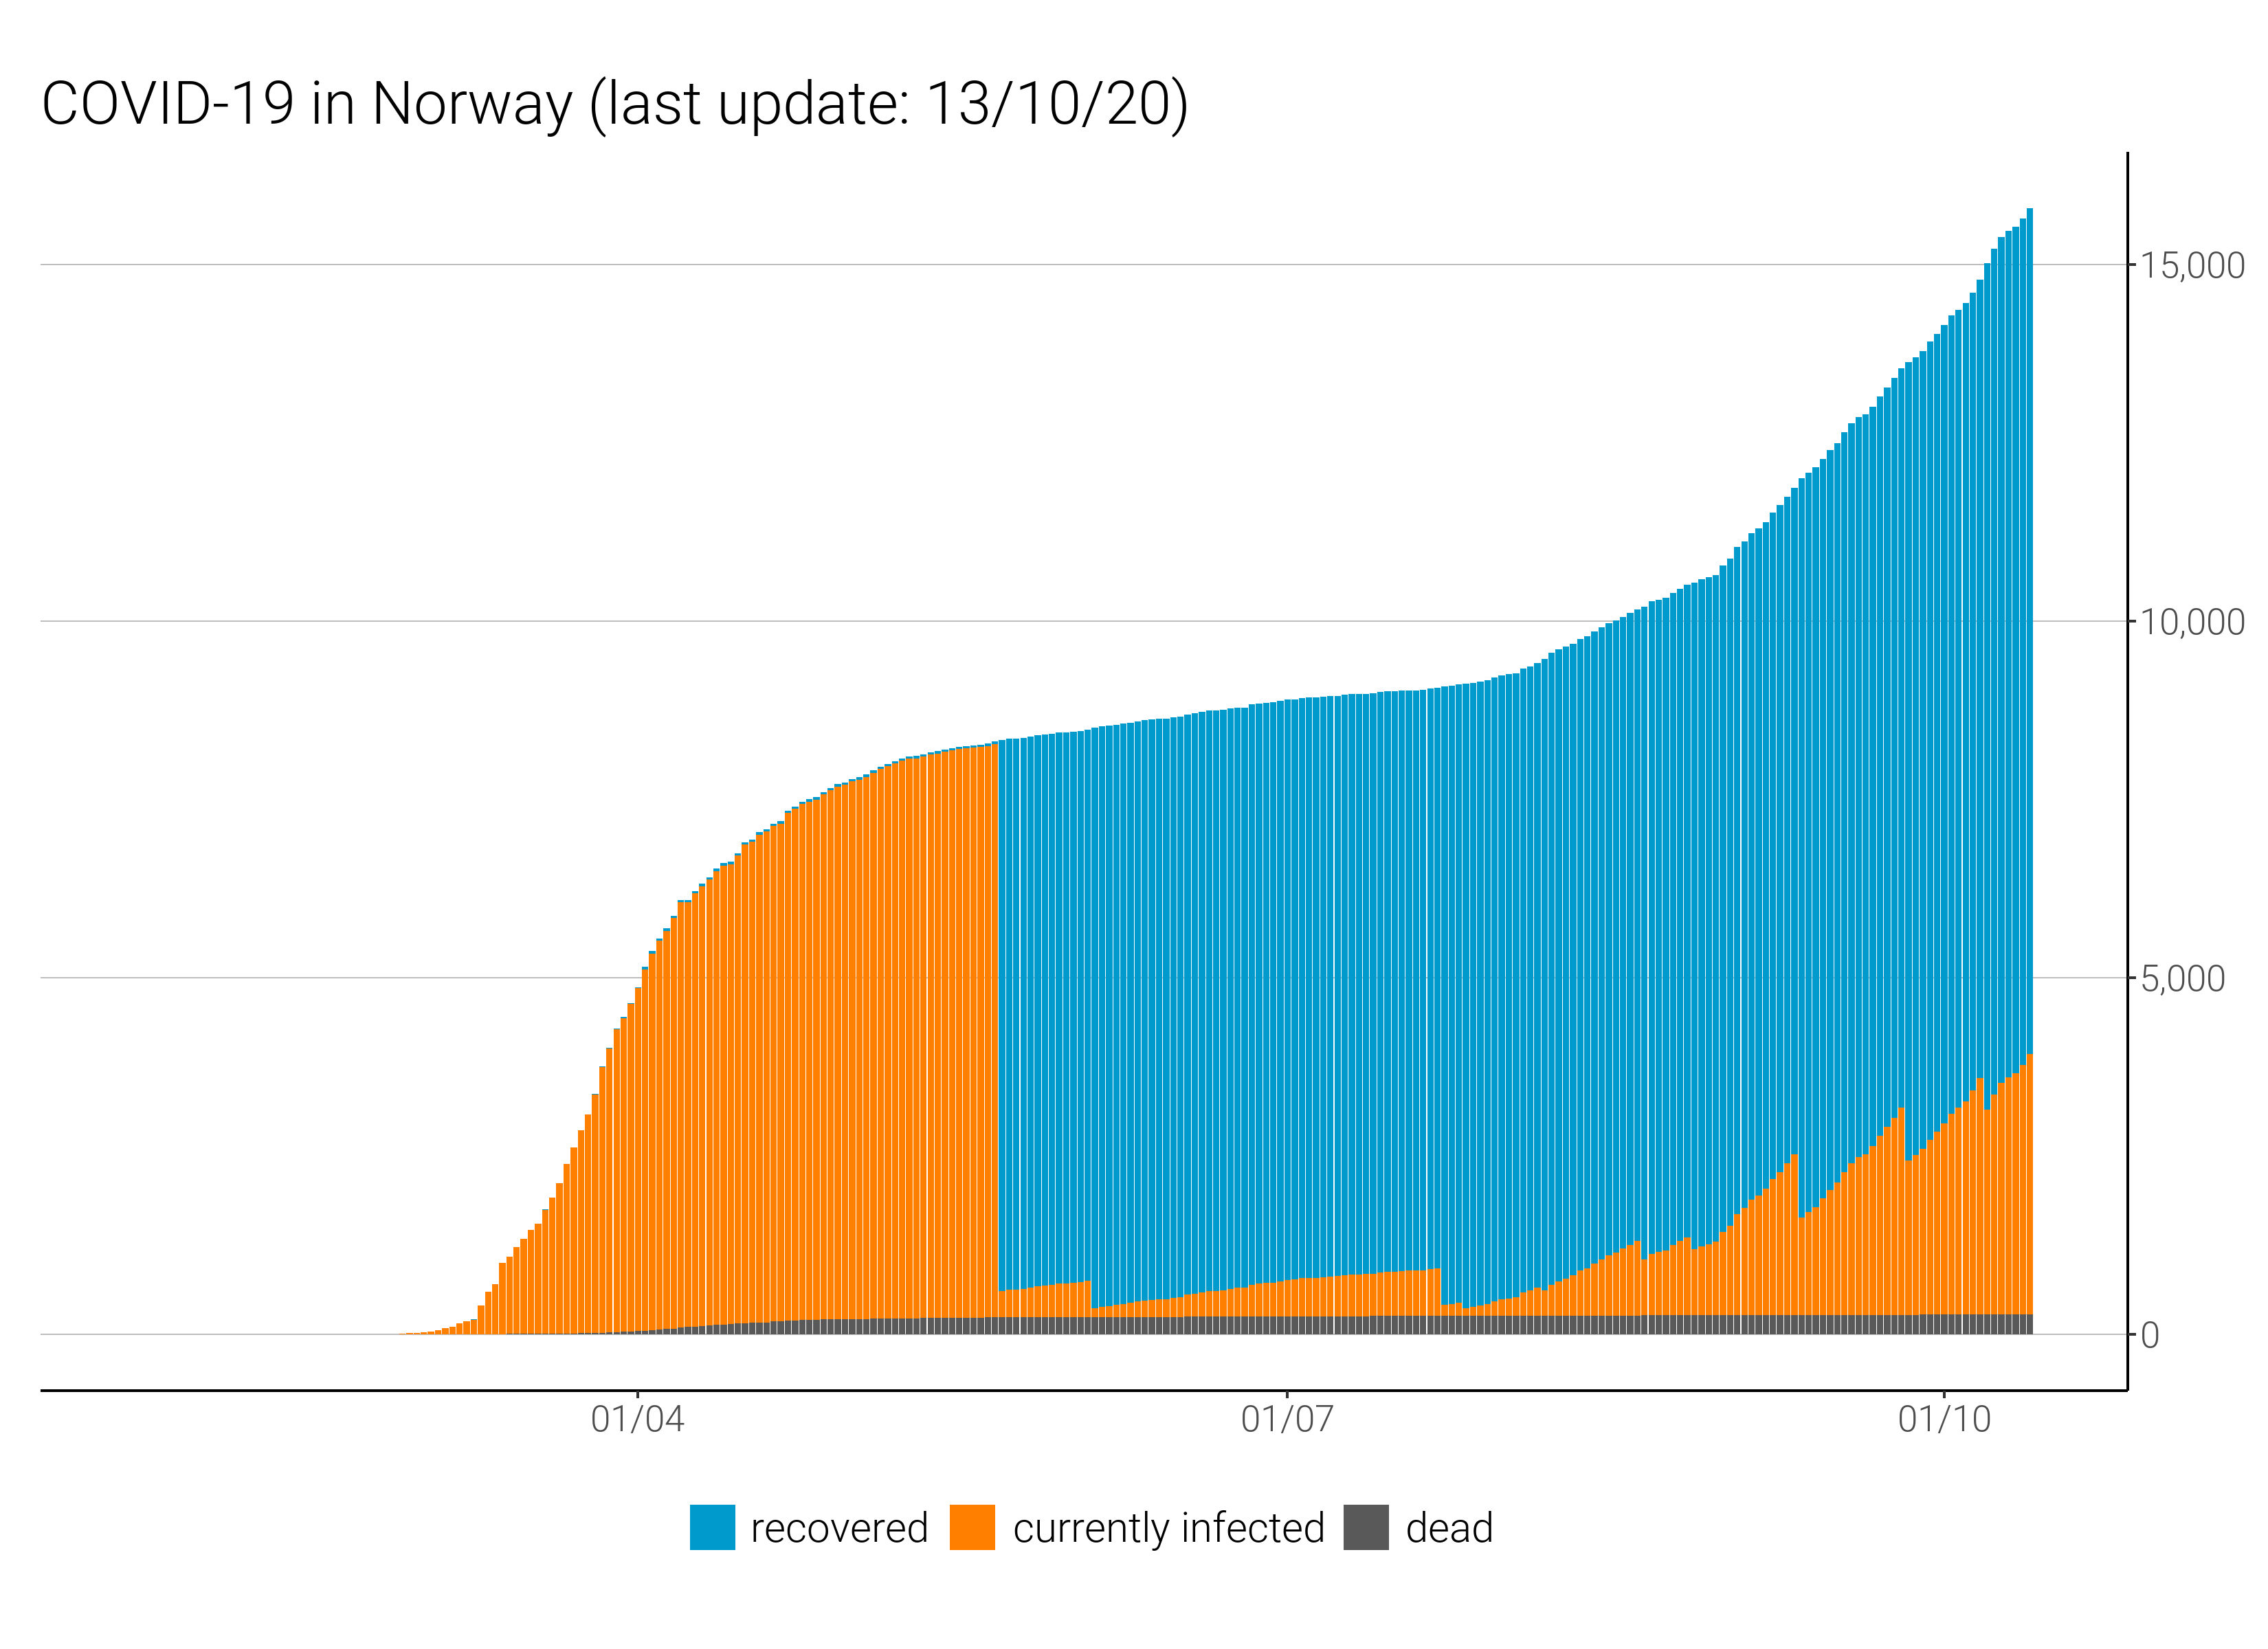 COVID-19 in Norway (last update: 13/10/20)
15,000
10,000
5,000
0
01/04 01/07 01/10
recovered currently infected dead